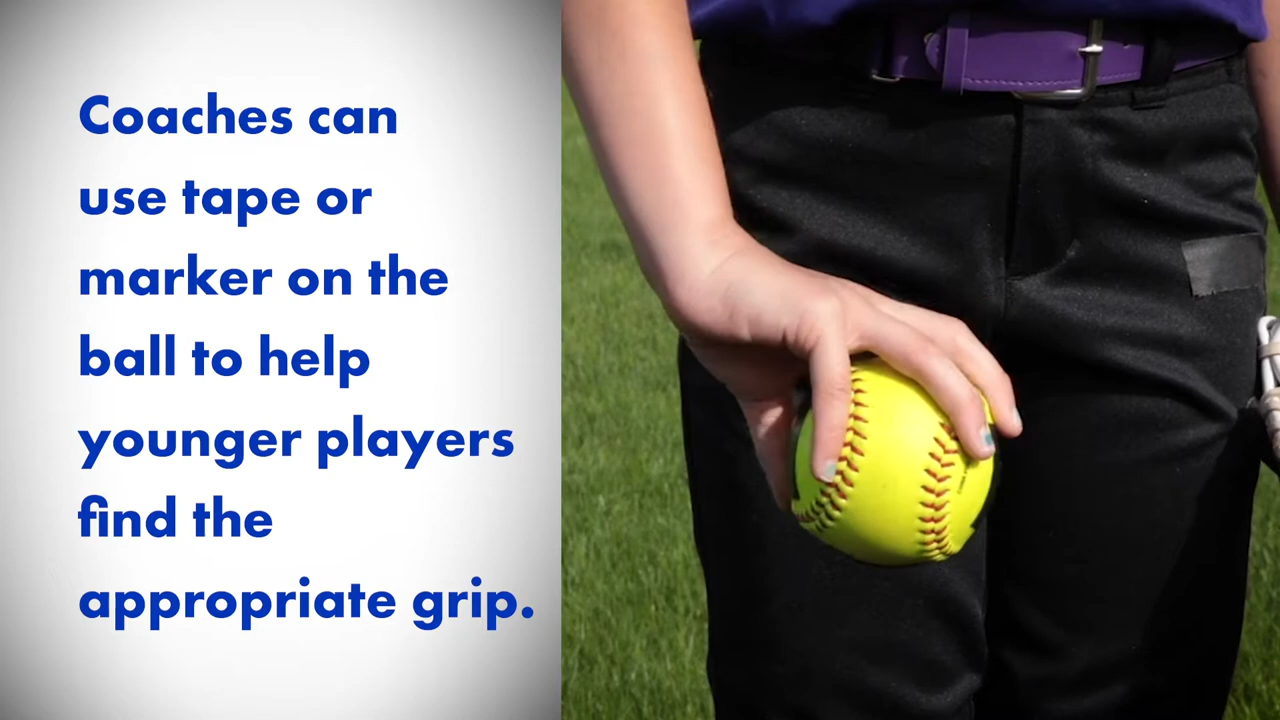 Coaches can
use tape or
marker on the
ball to help
younger players
find the
appropriate grip.